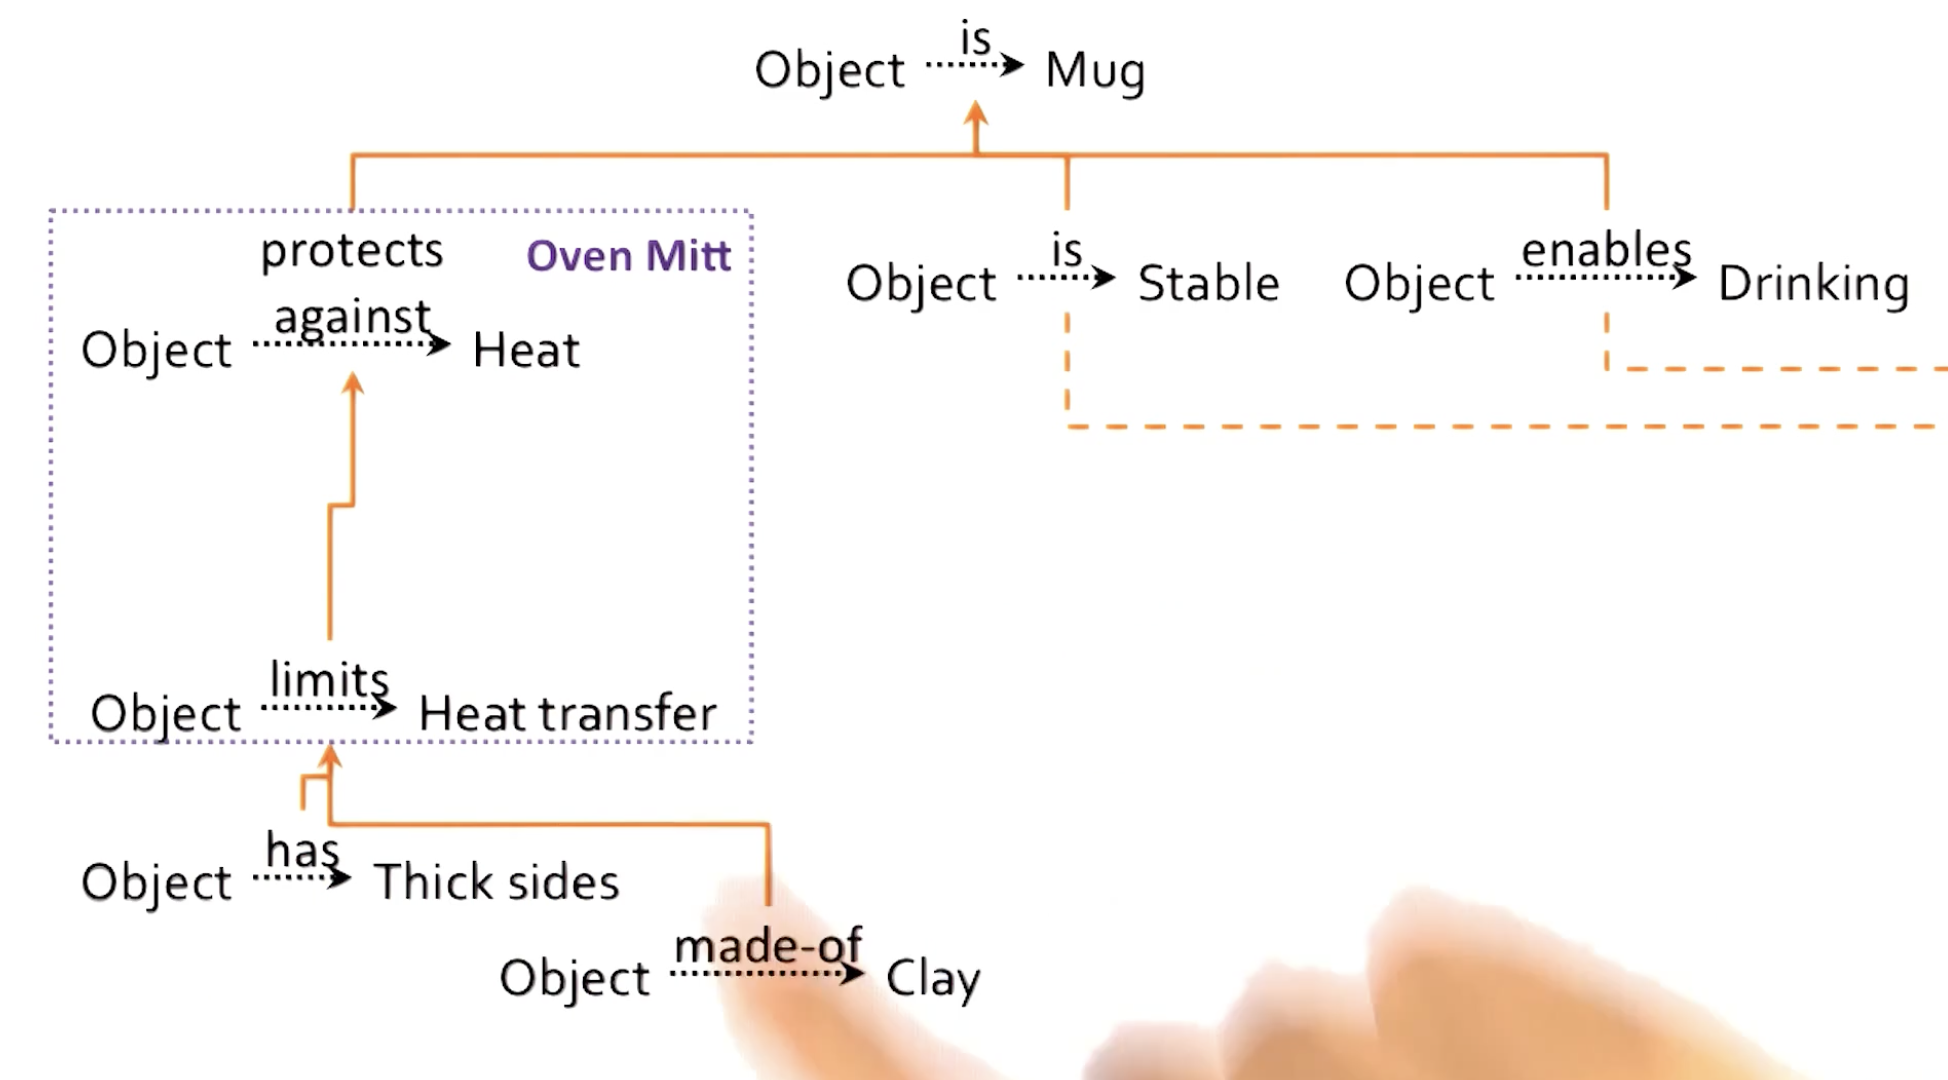 Object is Mug
protects
against
Oven Mitt
Object Heat
Object is Stable
Object enables Drinking
Object limits Heat transfer
Object has Thick sides
Object made-of Clay